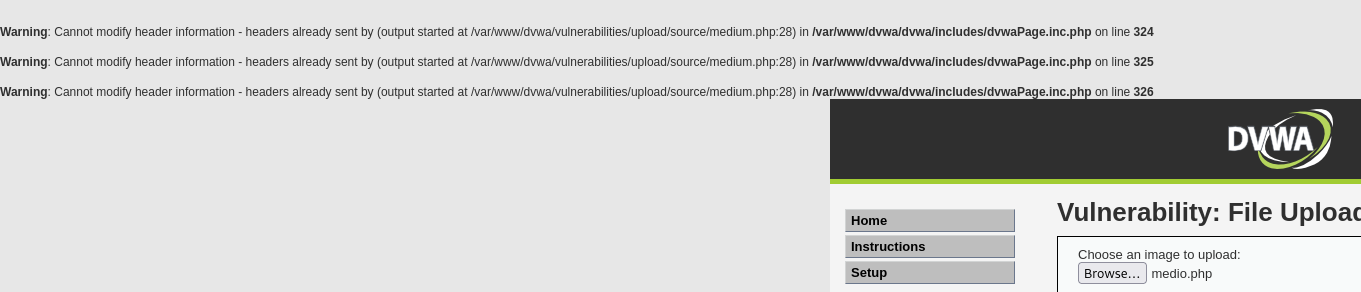 Warning: Cannot modify header information - headers already sent by (output started at /var/www/dvwa/vulnerabilities/upload/source/medium.php:28) in /var/www/dvwa/dvwa/includes/dvwaPage.inc.php on line 324
Warning: Cannot modify header information - headers already sent by (output started at /var/www/dvwa/vulnerabilities/upload/source/medium.php:28) in /var/www/dvwa/dvwa/includes/dvwaPage.inc.php on line 325
Warning: Cannot modify header information - headers already sent by (output started at /var/www/dvwa/vulnerabilities/upload/source/medium.php:28) in /var/www/dvwa/dvwa/includes/dvwaPage.inc.php on line 326
DVWA
Home
Instructions
Setup
Vulnerability: File Upload
Choose an image to upload:
Browse... medio.php